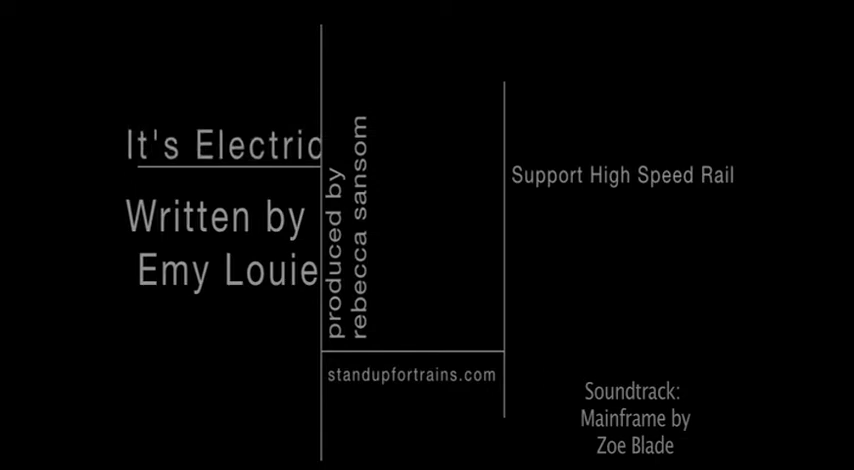 It's Electric
Written by
Emy Louie
produced by
rebecca sansom
standupfortrains.com
Support High Speed Rail
Soundtrack:
Mainframe by
Zoe Blade